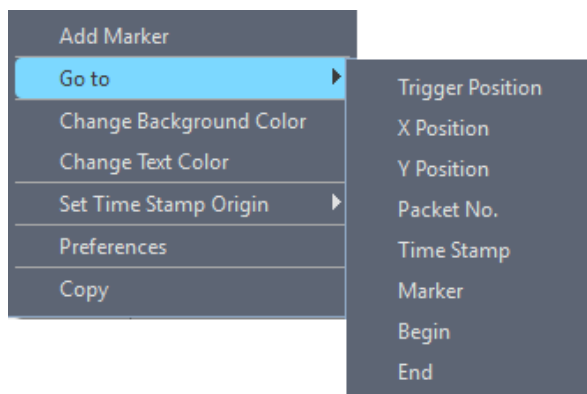 Add Marker
Go to
Change Background Color
Change Text Color
Set Time Stamp Origin
Preferences
Copy
Trigger Position
X Position
Y Position
Packet No.
Time Stamp
Marker
Begin
End